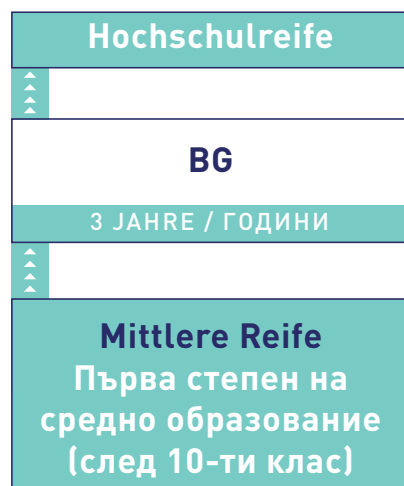 Hochschulreife
BG
3 JAHRE / ГОДИНИ
Mittlere Reife
Първа степен на
средно образование
(след 10-ти клас)